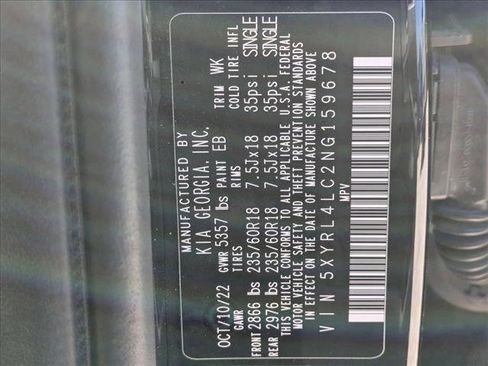 MANUFACTURED BY
KIA GEORGIA, INC.
OCT/10/22 GVWR 5357 lbs PAINT EB TRIM WK
GAWR TIRES RIMS COLD TIRE INFL
FRONT 2866 lbs 235/60R18 7.5Jx18 35psi SINGLE
REAR 2976 lbs 235/60R18 7.5Jx18 35psi SINGLE
THIS VEHICLE CONFORMS TO ALL APPLICABLE U.S.A. FEDERAL
MOTOR VEHICLE SAFETY AND THEFT PREVENTION STANDARDS
IN EFFECT ON THE DATE OF MANUFACTURE SHOWN ABOVE
VIN 5XYRL4LC2NG159678
MPV